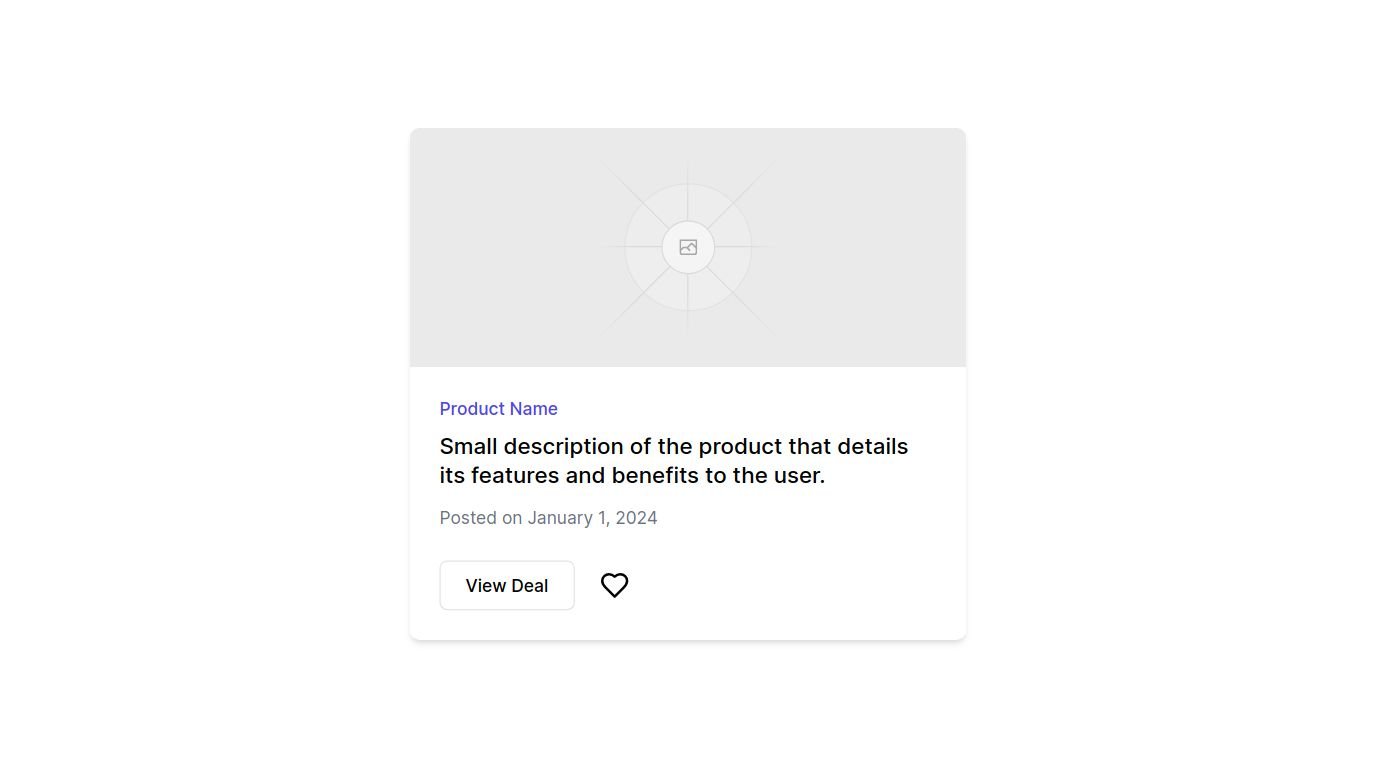 Product Name
Small description of the product that details
its features and benefits to the user.
Posted on January 1, 2024
View Deal